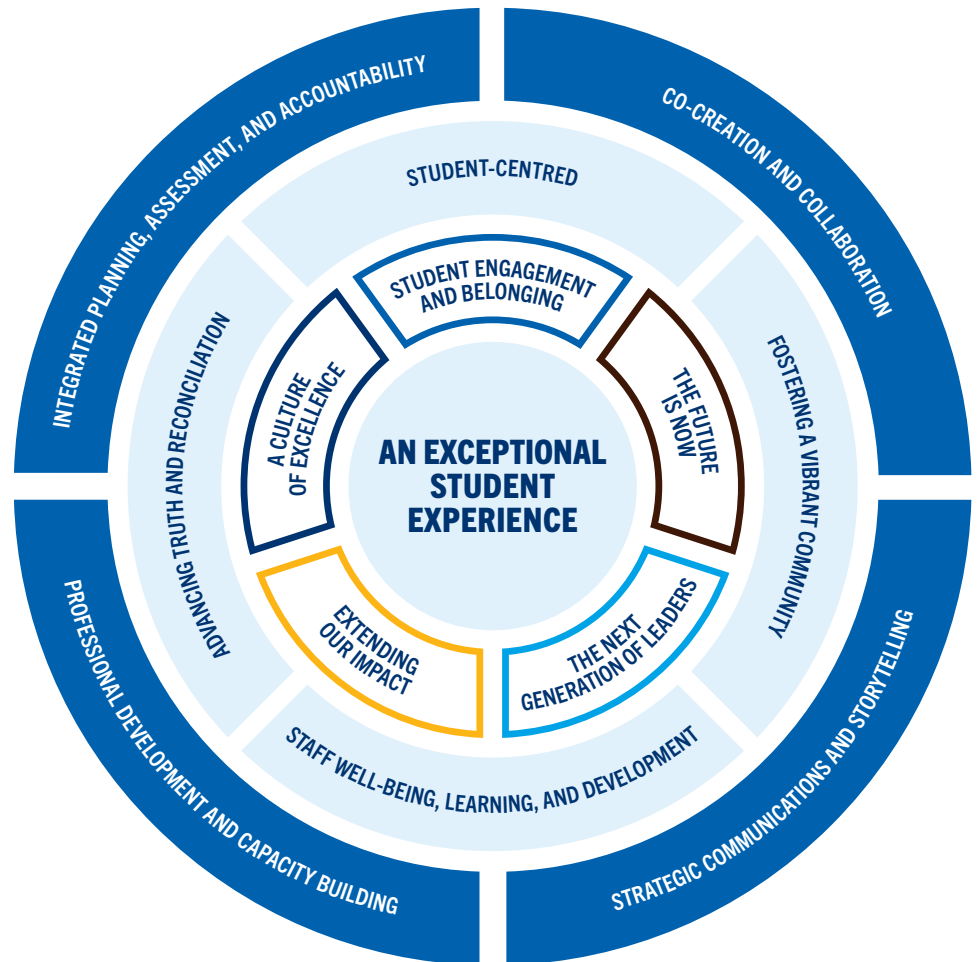 INTEGRATED PLANNING, ASSESSMENT, AND ACCOUNTABILITY
CO-CREATION AND COLLABORATION
STUDENT-CENTRED
STUDENT ENGAGEMENT
AND BELONGING
ADVANCING TRUTH AND RECONCILIATION
A CULTURE
OF EXCELLENCE
THE FUTURE
IS NOW
FOSTERING A VIBRANT COMMUNITY
AN EXCEPTIONAL
STUDENT
EXPERIENCE
EXTENDING
OUR IMPACT
THE NEXT
GENERATION OF LEADERS
STAFF WELL-BEING, LEARNING, AND DEVELOPMENT
PROFESSIONAL DEVELOPMENT AND CAPACITY BUILDING
STRATEGIC COMMUNICATIONS AND STORYTELLING